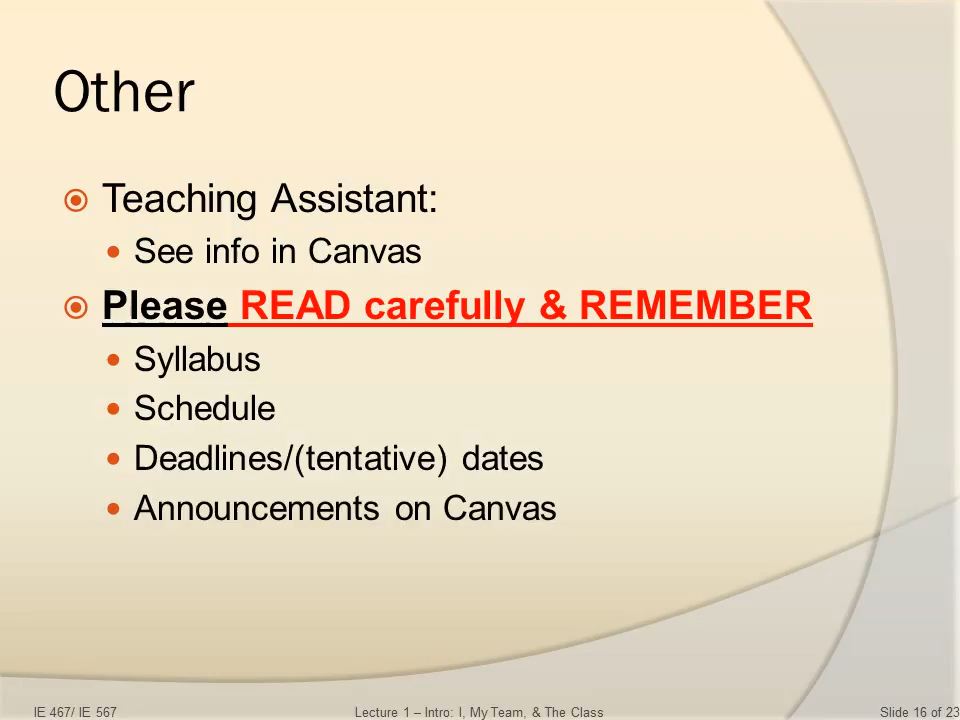 Other
Teaching Assistant:
See info in Canvas
Please READ carefully & REMEMBER
Syllabus
Schedule
Deadlines/(tentative) dates
Announcements on Canvas
IE 467/ IE 567 Lecture 1 – Intro: I, My Team, & The Class Slide 16 of 23